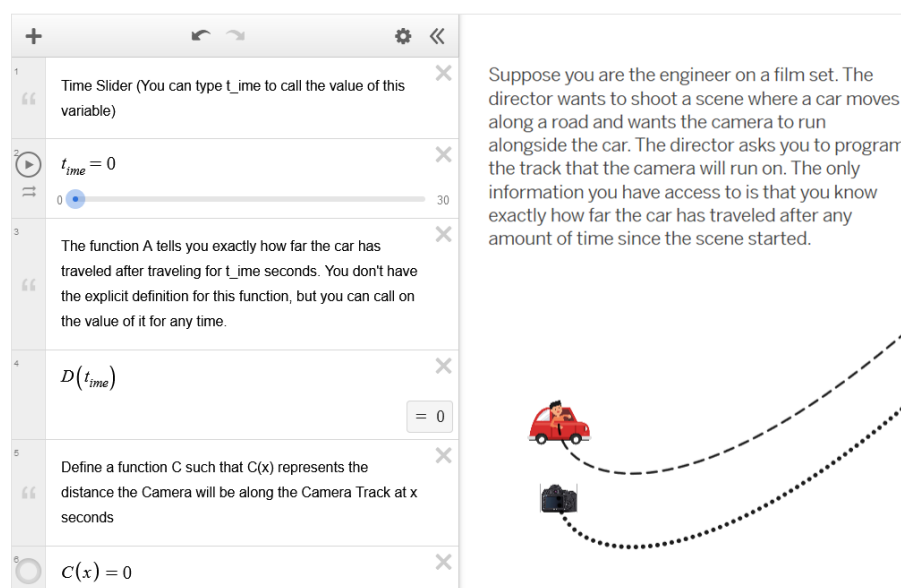 1
Time Slider (You can type t_ime to call the value of this
variable)
2
t_ime = 0
0
30
3
The function A tells you exactly how far the car has
traveled after traveling for t_ime seconds. You don't have
the explicit definition for this function, but you can call on
the value of it for any time.
4
D(t_ime)
= 0
5
Define a function C such that C(x) represents the
distance the Camera will be along the Camera Track at x
seconds
6
C(x) = 0
Suppose you are the engineer on a film set. The
director wants to shoot a scene where a car moves
along a road and wants the camera to run
alongside the car. The director asks you to program
the track that the camera will run on. The only
information you have access to is that you know
exactly how far the car has traveled after any
amount of time since the scene started.